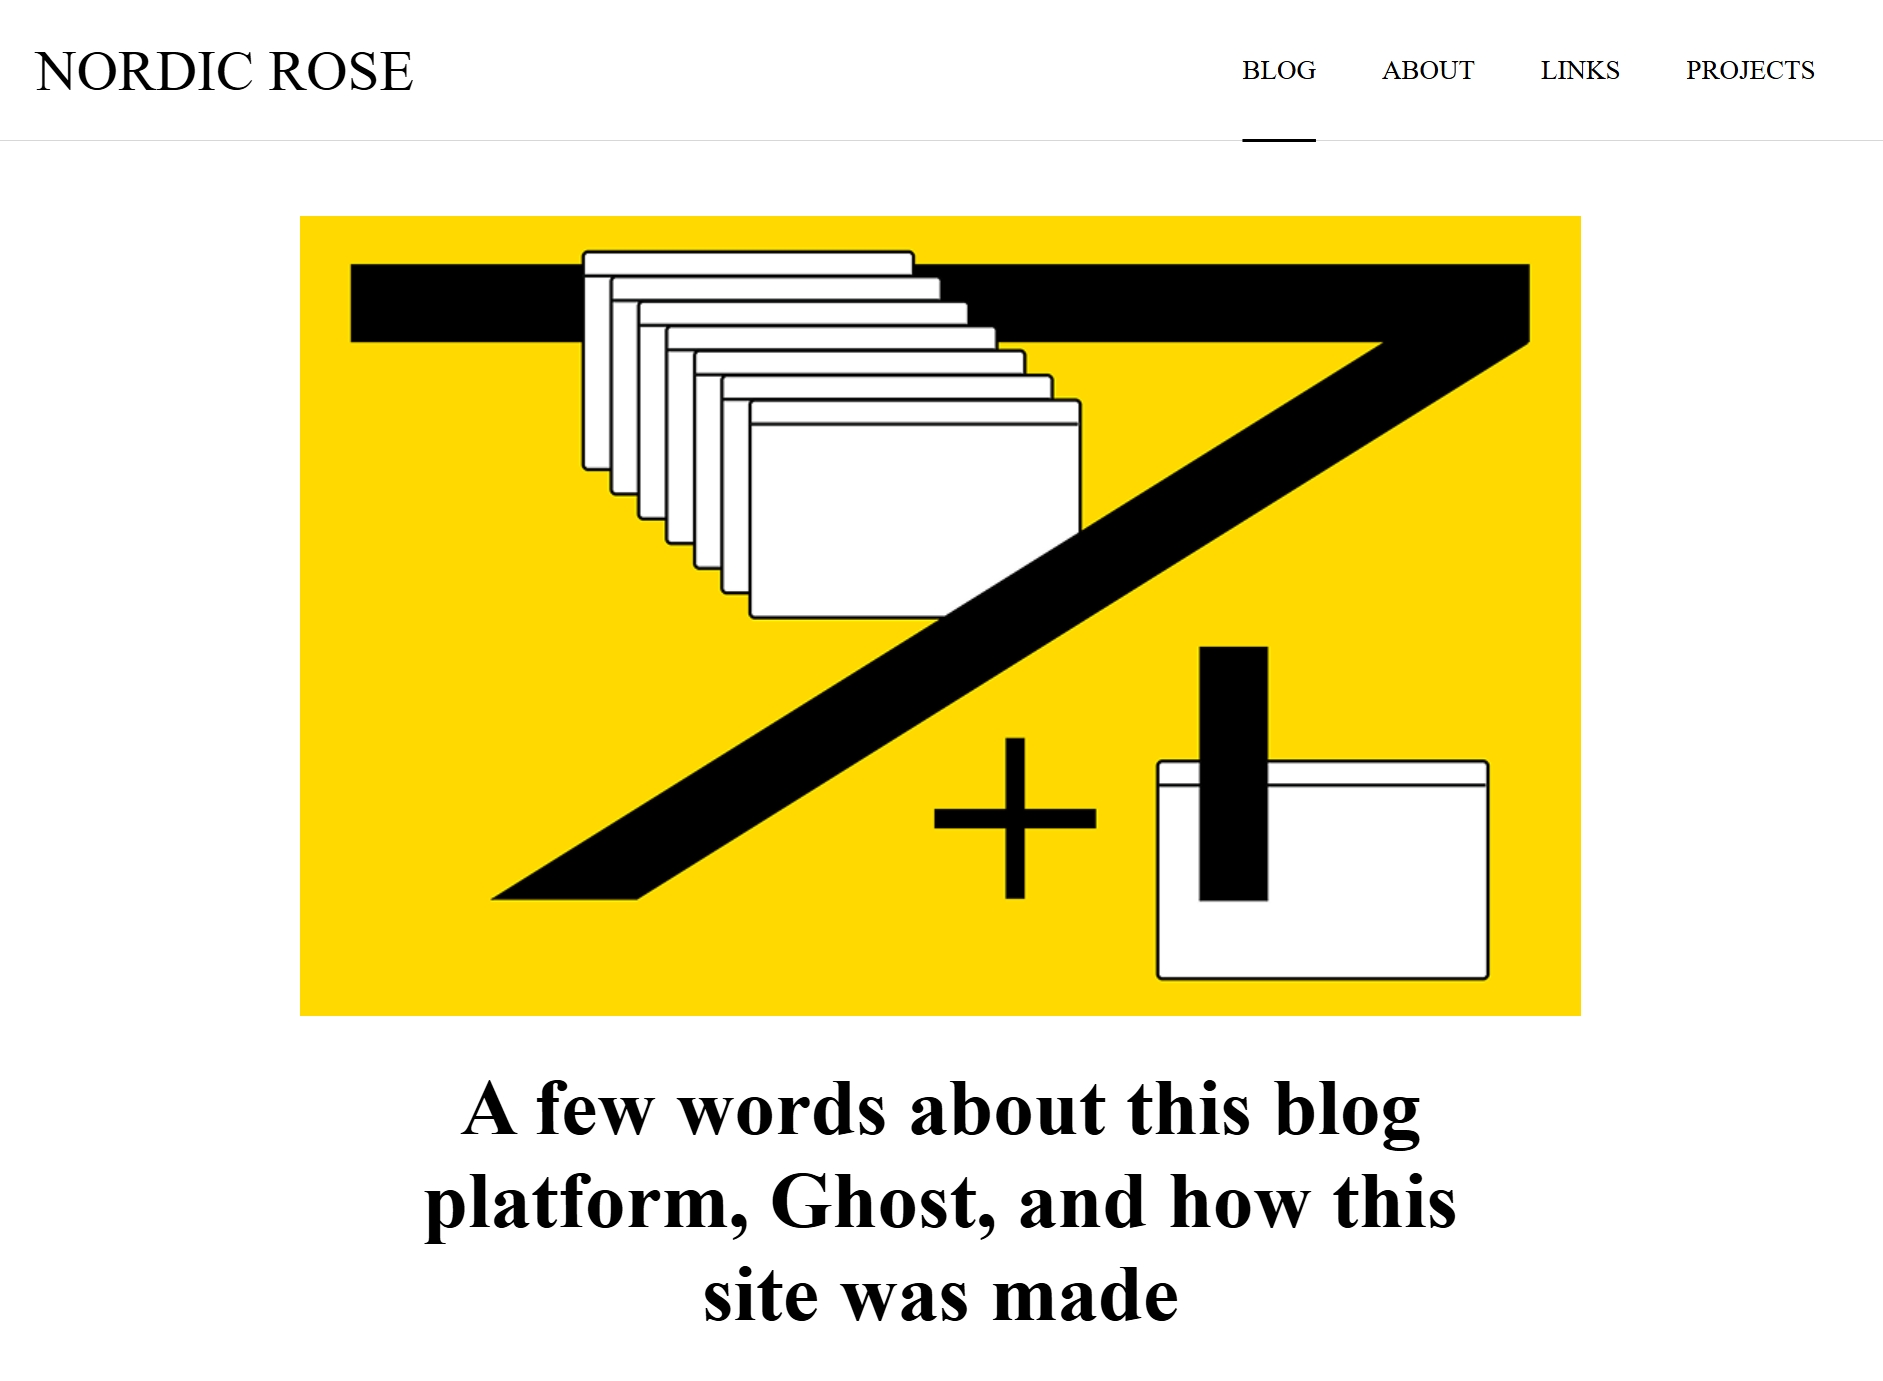 NORDIC ROSE
BLOG ABOUT LINKS PROJECTS
A few words about this blog
platform, Ghost, and how this
site was made